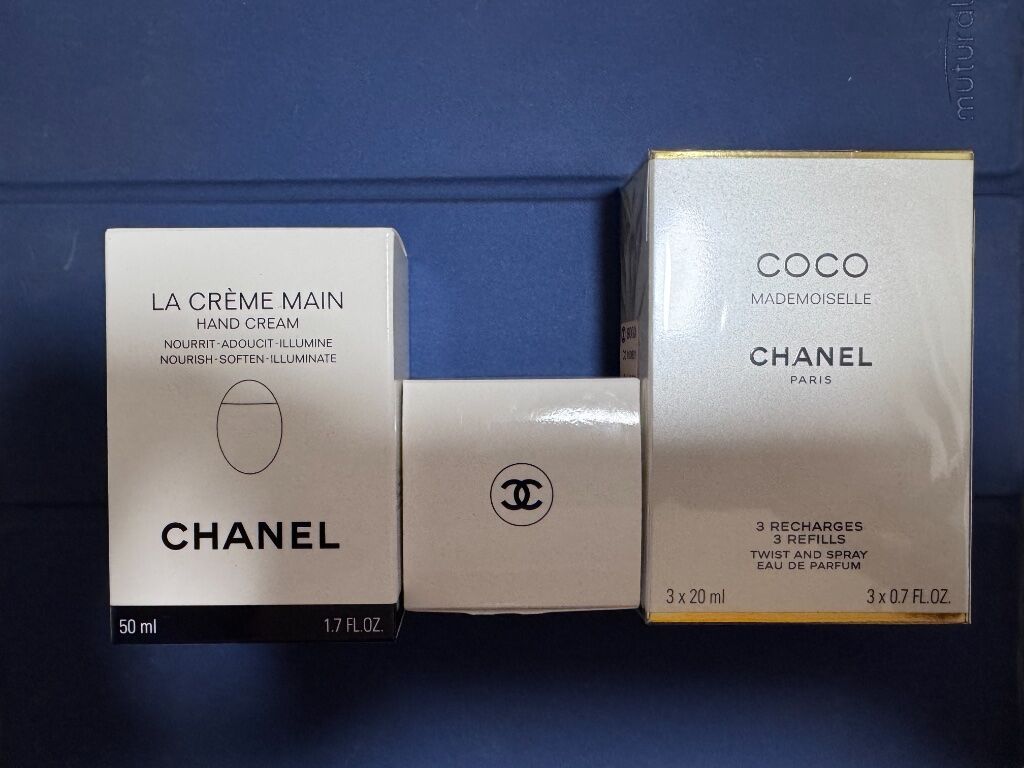 LA CRÈME MAIN
HAND CREAM
NOURRIT-ADOUCIT-ILLUMINE
NOURISH-SOFTEN-ILLUMINATE
CHANEL
50 ml 1.7 FL.OZ.
COCO
MADEMOISELLE
CHANEL
PARIS
3 RECHARGES
3 REFILLS
TWIST AND SPRAY
EAU DE PARFUM
3 x 20 ml 3 x 0.7 FL.OZ.
mutural